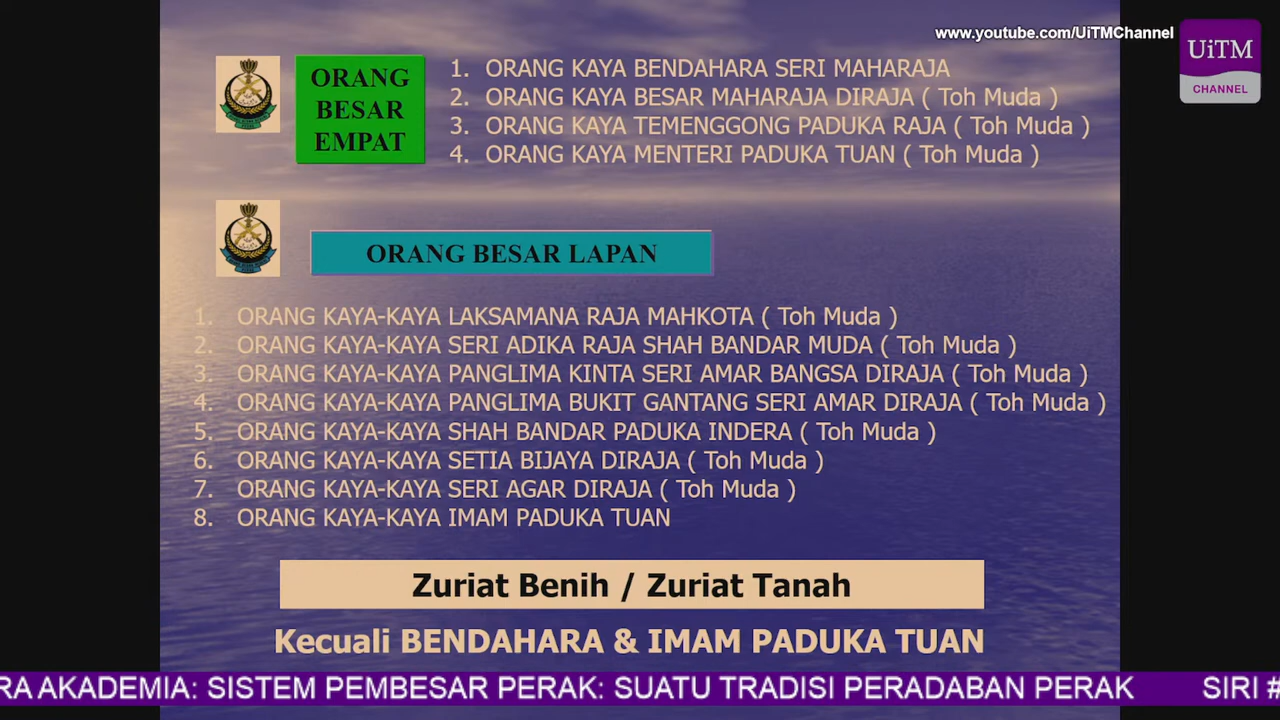 www.youtube.com/UiTMChannel
UiTM
CHANNEL
ORANG
BESAR
EMPAT
1. ORANG KAYA BENDAHARA SERI MAHARAJA
2. ORANG KAYA BESAR MAHARAJA DIRAJA ( Toh Muda )
3. ORANG KAYA TEMENGGONG PADUKA RAJA ( Toh Muda )
4. ORANG KAYA MENTERI PADUKA TUAN ( Toh Muda )
ORANG BESAR LAPAN
1. ORANG KAYA-KAYA LAKSAMANA RAJA MAHKOTA ( Toh Muda )
2. ORANG KAYA-KAYA SERI ADIKA RAJA SHAH BANDAR MUDA ( Toh Muda )
3. ORANG KAYA-KAYA PANGLIMA KINTA SERI AMAR BANGSA DIRAJA ( Toh Muda )
4. ORANG KAYA-KAYA PANGLIMA BUKIT GANTANG SERI AMAR DIRAJA ( Toh Muda )
5. ORANG KAYA-KAYA SHAH BANDAR PADUKA INDERA ( Toh Muda )
6. ORANG KAYA-KAYA SETIA BIJAYA DIRAJA ( Toh Muda )
7. ORANG KAYA-KAYA SERI AGAR DIRAJA ( Toh Muda )
8. ORANG KAYA-KAYA IMAM PADUKA TUAN
Zuriat Benih / Zuriat Tanah
Kecuali BENDAHARA & IMAM PADUKA TUAN
RA AKADEMIA: SISTEM PEMBESAR PERAK: SUATU TRADISI PERADABAN PERAK SIRI #